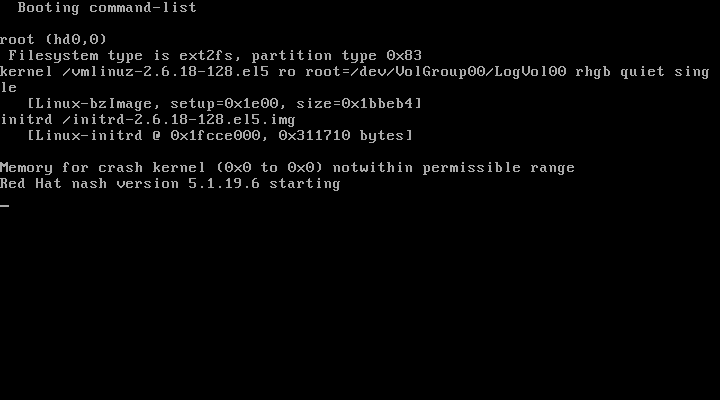 Booting command-list
root (hd0,0)
Filesystem type is ext2fs, partition type 0x83
kernel /vmlinuz-2.6.18-128.el5 ro root=/dev/VolGroup00/LogVol00 rhgb quiet sing
le
[Linux-bzImage, setup=0x1e00, size=0x1bbeb4]
initrd /initrd-2.6.18-128.el5.img
[Linux-initrd @ 0x1fcce000, 0x311710 bytes]
Memory for crash kernel (0x0 to 0x0) notwithin permissible range
Red Hat nash version 5.1.19.6 starting